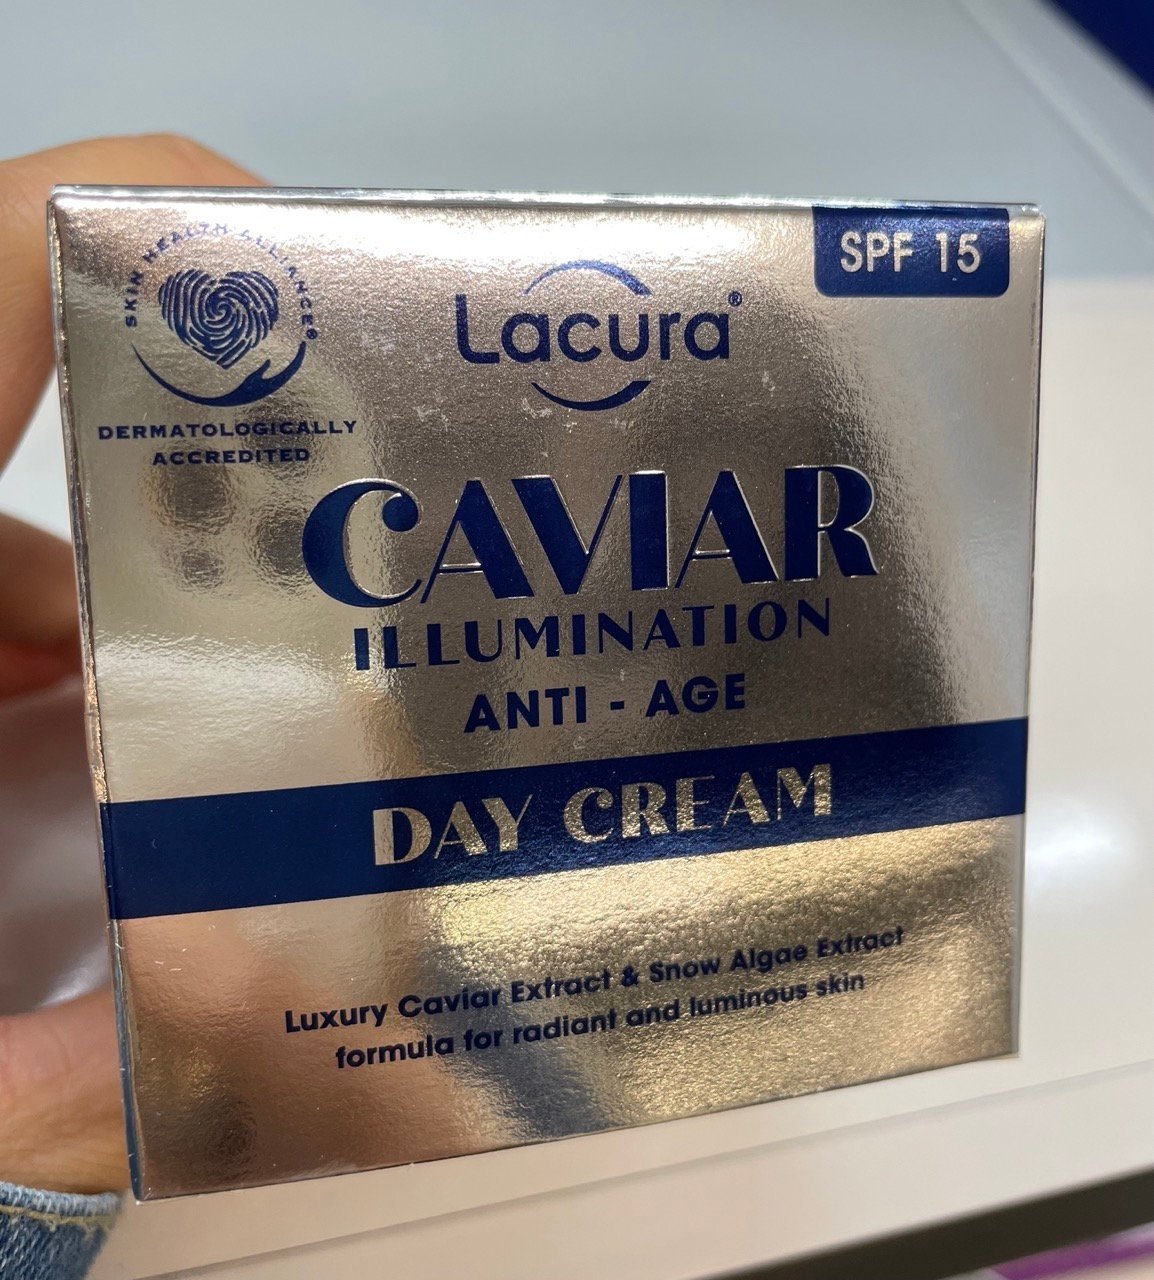 SKIN HEALTH ALLIANCE®
DERMATOLOGICALLY
ACCREDITED
Lacura®
SPF 15
CAVIAR
ILLUMINATION
ANTI - AGE
DAY CREAM
Luxury Caviar Extract & Snow Algae Extract
formula for radiant and luminous skin